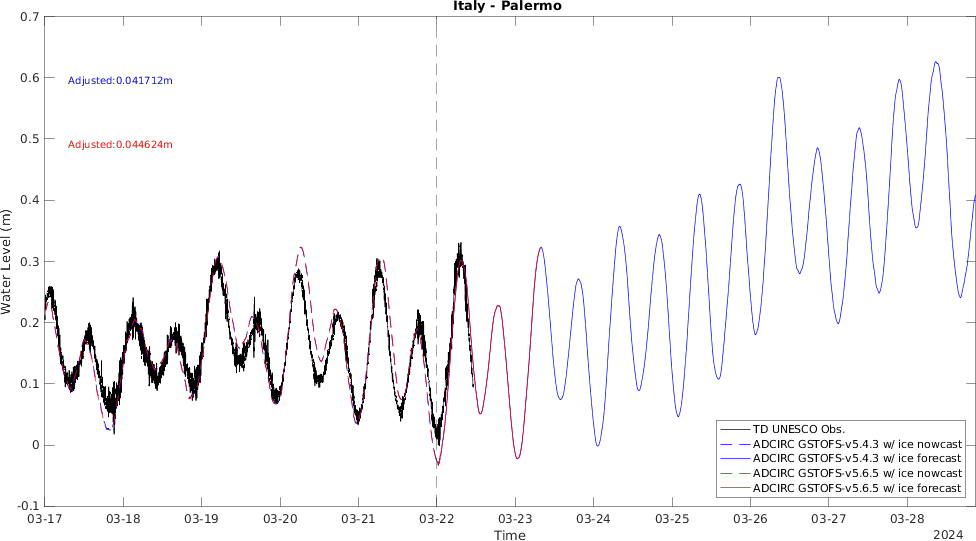 Italy - Palermo
0.7
0.6
0.5
0.4
0.3
0.2
0.1
0
-0.1
Water Level (m)
Adjusted:0.041712m
Adjusted:0.044624m
TD UNESCO Obs.
ADCIRC GSTOFS-v5.4.3 w/ ice nowcast
ADCIRC GSTOFS-v5.4.3 w/ ice forecast
ADCIRC GSTOFS-v5.6.5 w/ ice nowcast
ADCIRC GSTOFS-v5.6.5 w/ ice forecast
03-17 03-18 03-19 03-20 03-21 03-22 03-23 03-24 03-25 03-26 03-27 03-28
Time
2024